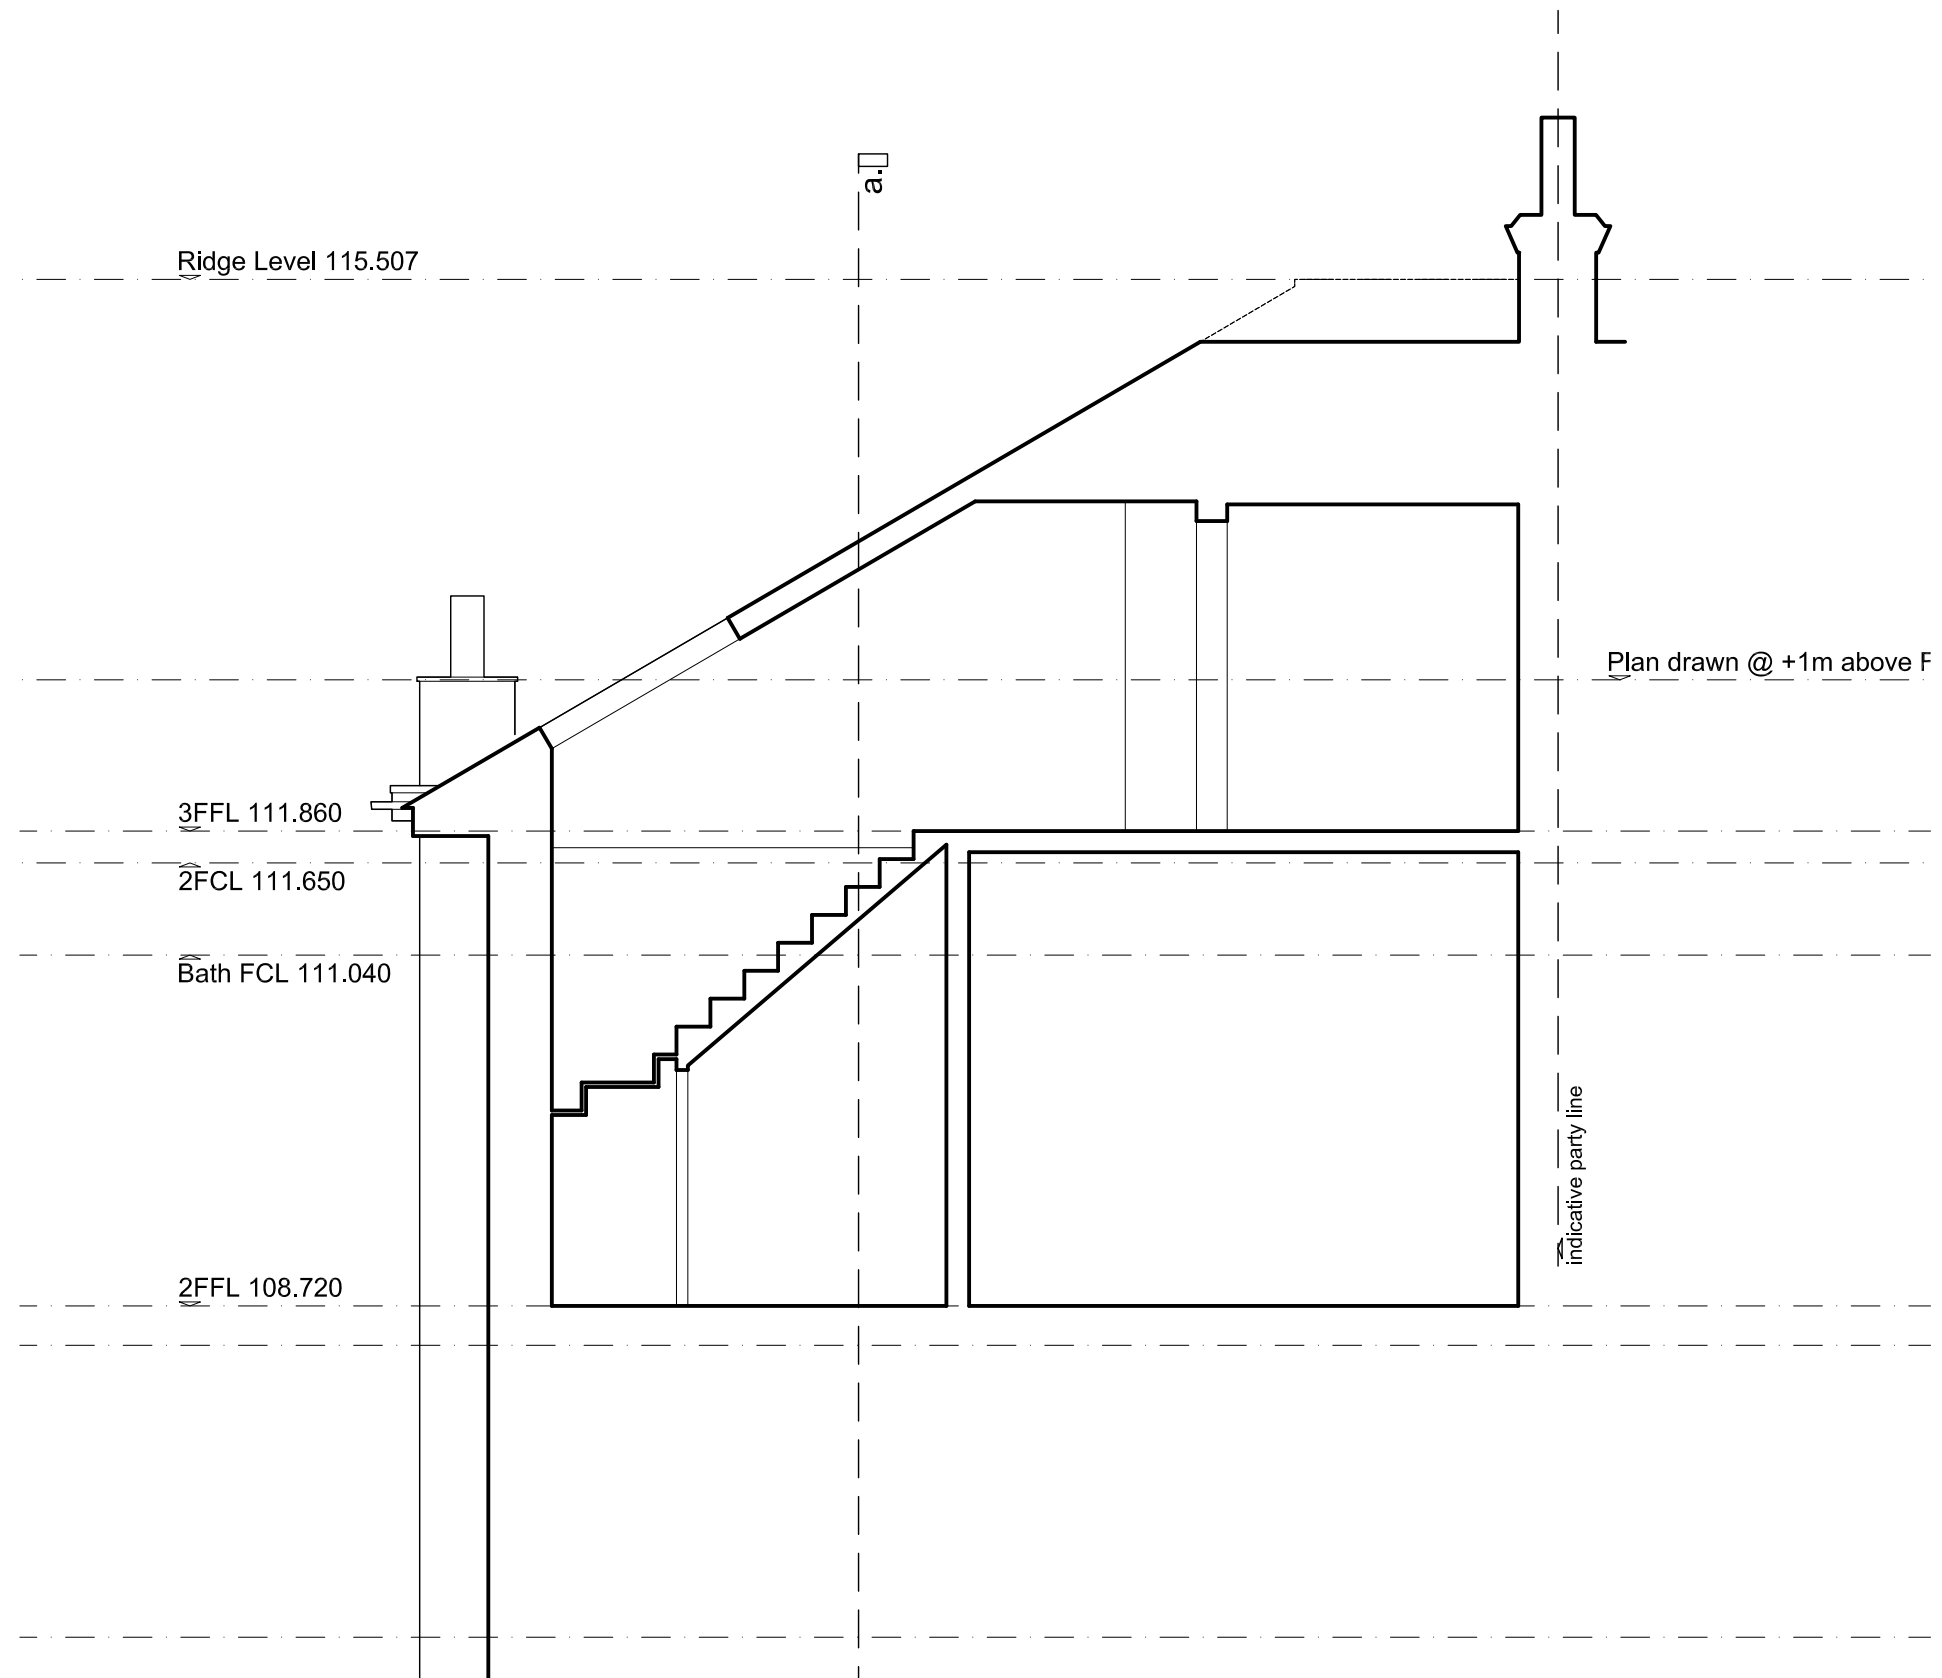 a.
Ridge Level 115.507
Plan drawn @ +1m above F
3FFL 111.860
2FCL 111.650
Bath FCL 111.040
indicative party line
2FFL 108.720